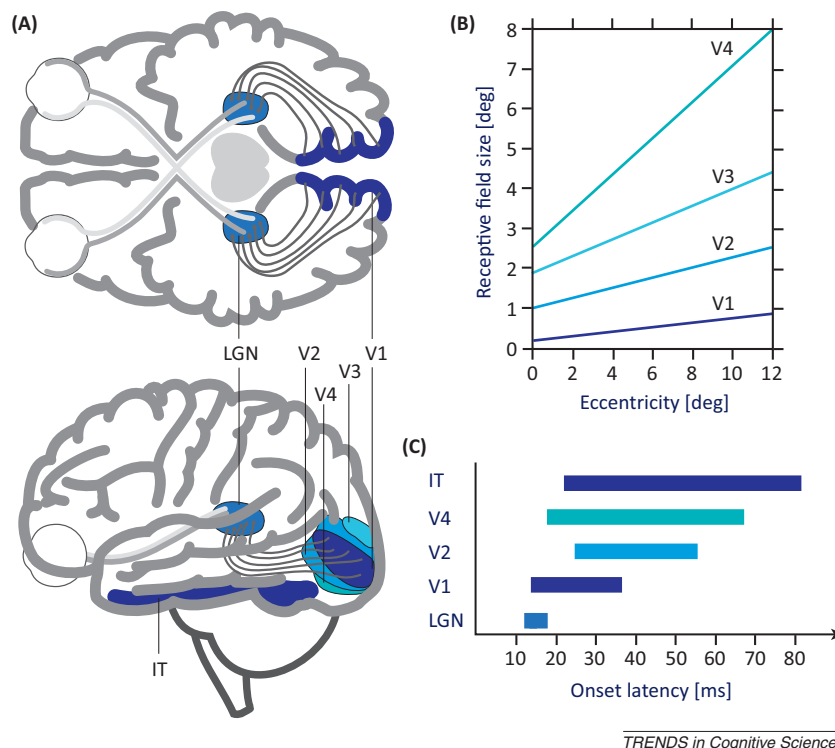 (A)
LGN
V2
V3
V4
V1
IT
(B)
Receptive field size [deg]
8
7
6
5
4
3
2
1
0
V4
V3
V2
V1
0 2 4 6 8 10 12
Eccentricity [deg]
(C)
IT
V4
V2
V1
LGN
10 20 30 40 50 60 70 80
Onset latency [ms]
TRENDS in Cognitive Science